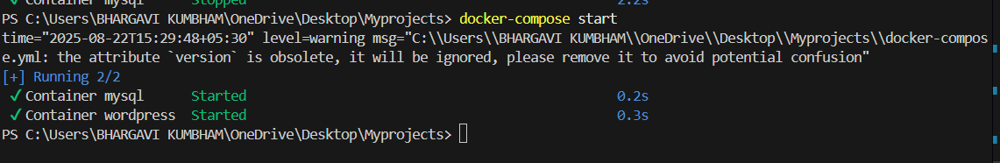 Container mysql Stopped 2.2s
PS C:\Users\BHARGAVI KUMBHAM\OneDrive\Desktop\Myprojects> docker-compose start
time="2025-08-22T15:29:48+05:30" level=warning msg="C:\\Users\\BHARGAVI KUMBHAM\\OneDrive\\Desktop\\Myprojects\\docker-compos
e.yml: the attribute `version` is obsolete, it will be ignored, please remove it to avoid potential confusion"
[+] Running 2/2
✔ Container mysql Started 0.2s
✔ Container wordpress Started 0.3s
PS C:\Users\BHARGAVI KUMBHAM\OneDrive\Desktop\Myprojects>